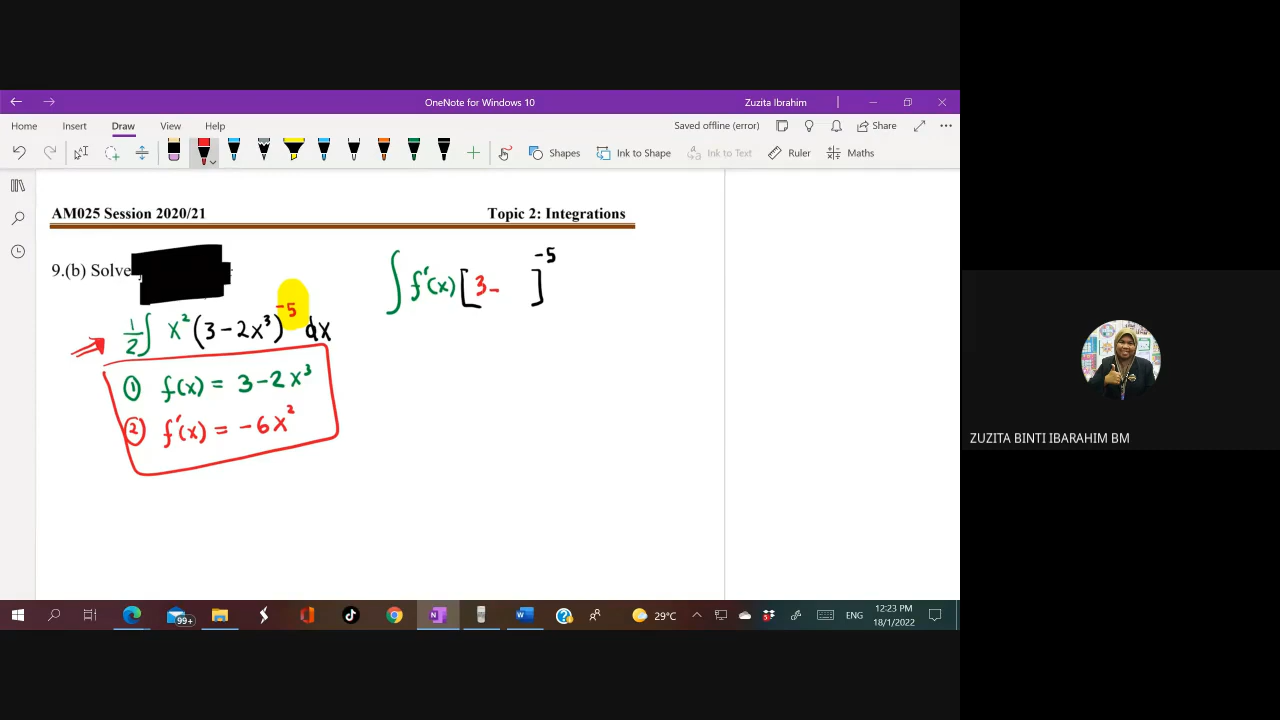 OneNote for Windows 10
Zuzita Ibrahim
Home Insert Draw View Help
Saved offline (error)
Share
Shapes
Ink to Shape
Ink to Text
Ruler
Maths
AM025 Session 2020/21
Topic 2: Integrations
9.(b) Solve
∫ f'(x) [3- ]⁻⁵
½∫ x² (3-2x³)⁻⁵ dx
① f(x) = 3-2x³
② f'(x) = -6x²
ZUZITA BINTI IBARAHIM BM
99+
29°C
ENG
12:23 PM
18/1/2022